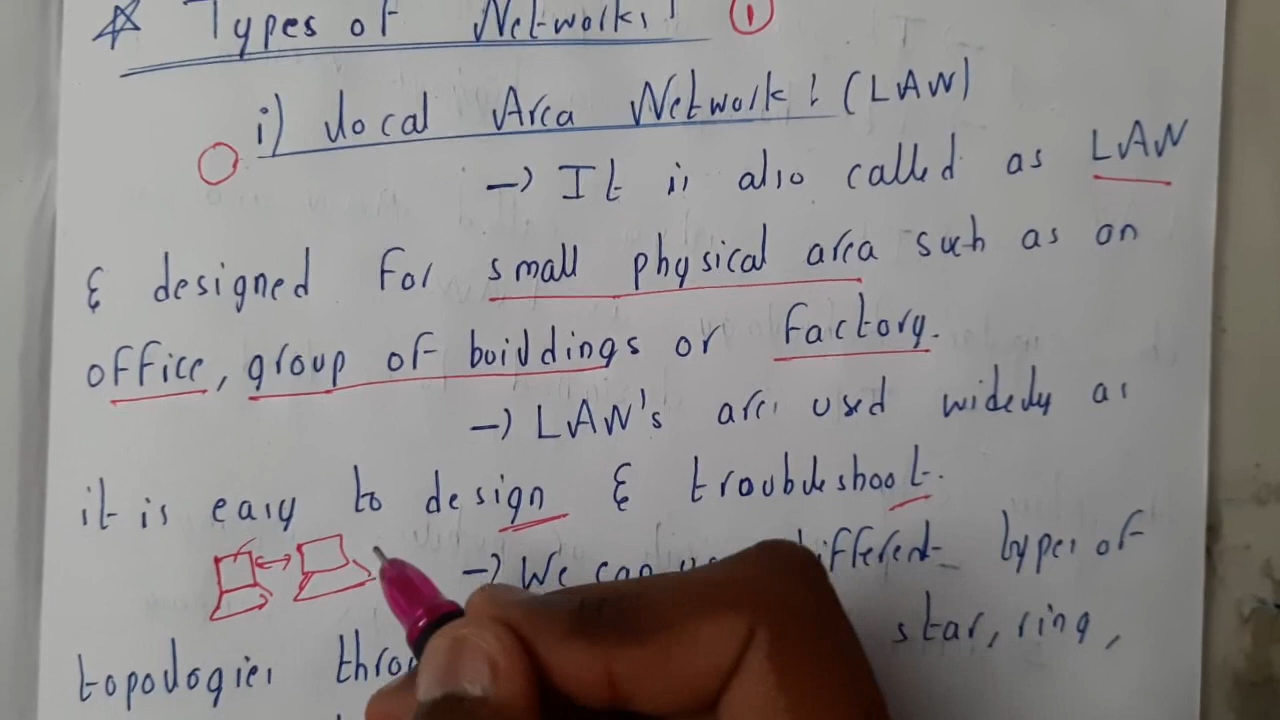 Types of Networks:
1
i) Local Area Network: (LAN)
→ It is also called as LAN
& designed for small physical area such as an
office, group of buildings or factory.
→ LAN's are used widely as
it is easy to design & troubleshoot.
→ We can different types of
topologies star, ring,